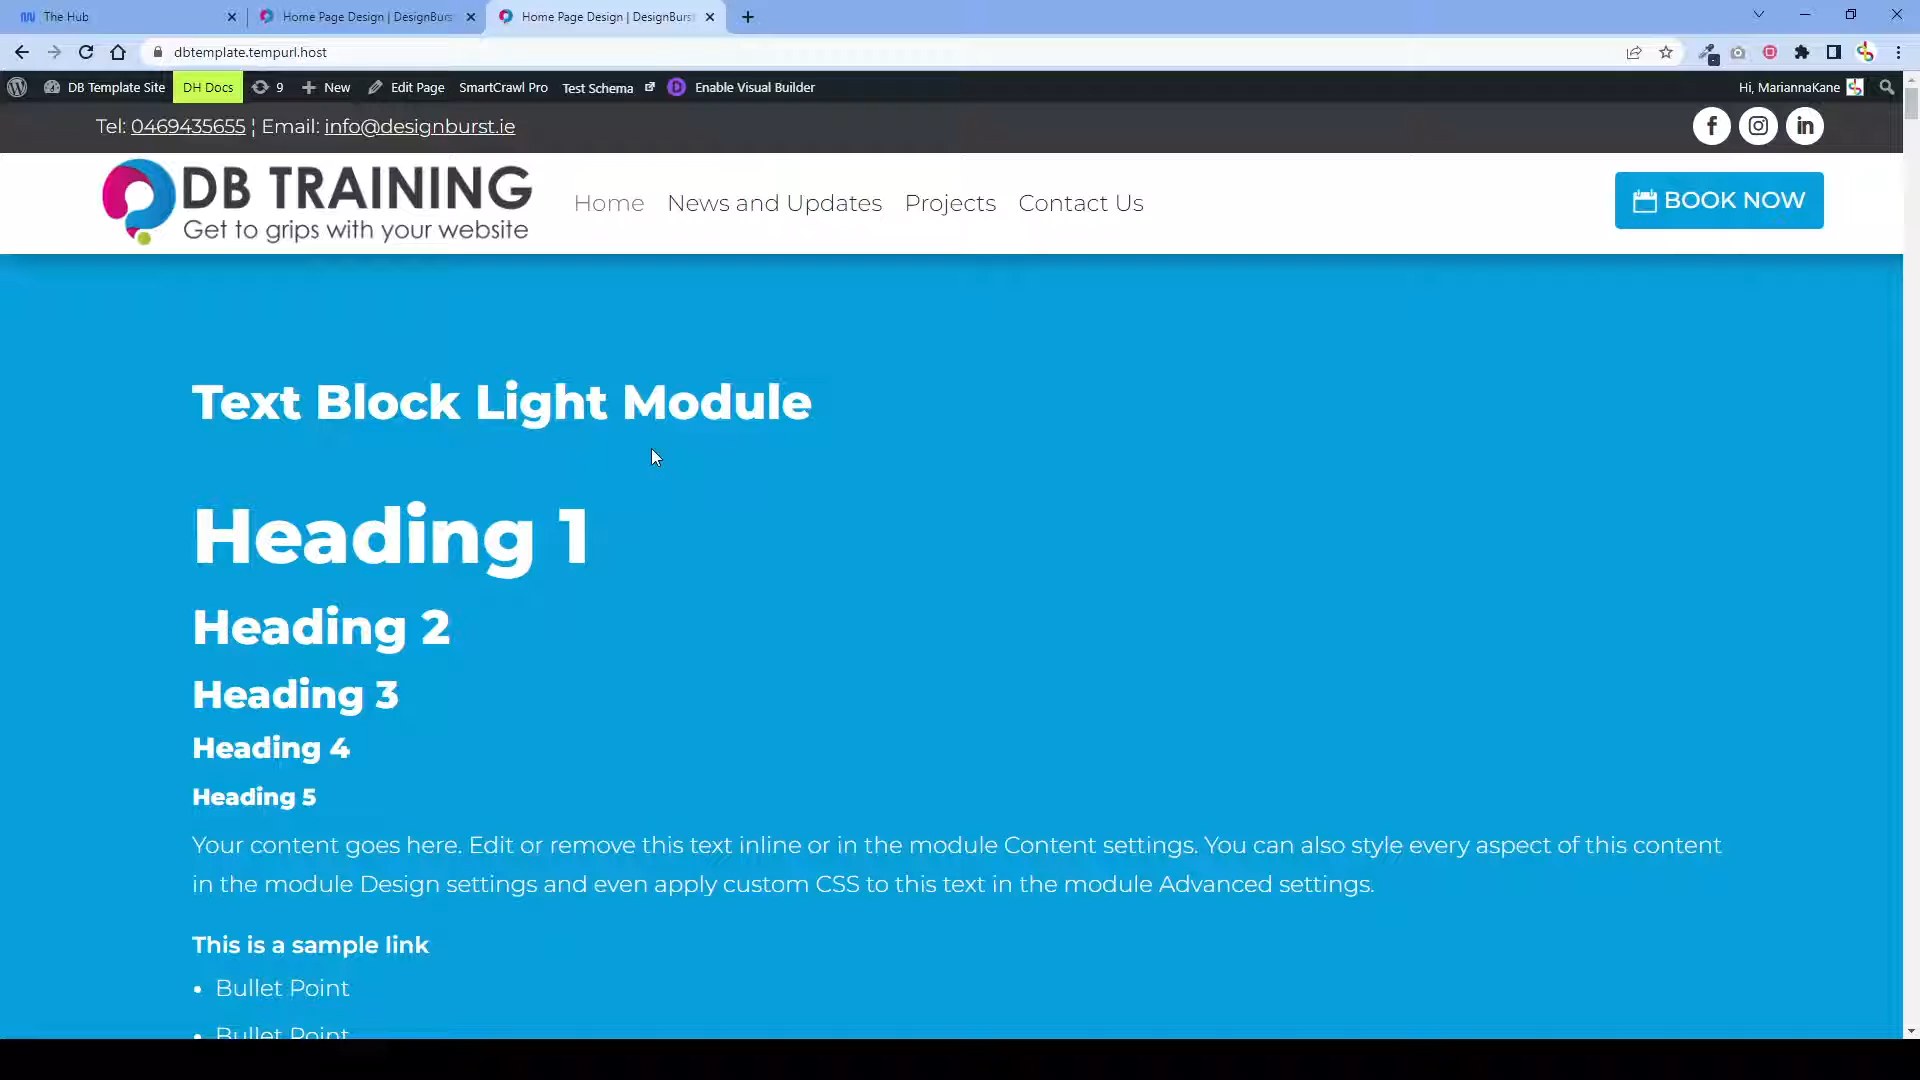 The Hub
Home Page Design | DesignBurs
Home Page Design | DesignBurs
dbtemplate.tempurl.host
DB Template Site DH Docs 9 New Edit Page SmartCrawl Pro Test Schema Enable Visual Builder Hi, MariannaKane
Tel: 0469435655 ¦ Email: info@designburst.ie
DB TRAINING
Get to grips with your website
Home News and Updates Projects Contact Us
BOOK NOW
Text Block Light Module
Heading 1
Heading 2
Heading 3
Heading 4
Heading 5
Your content goes here. Edit or remove this text inline or in the module Content settings. You can also style every aspect of this content
in the module Design settings and even apply custom CSS to this text in the module Advanced settings.
This is a sample link
• Bullet Point
• Bullet Point